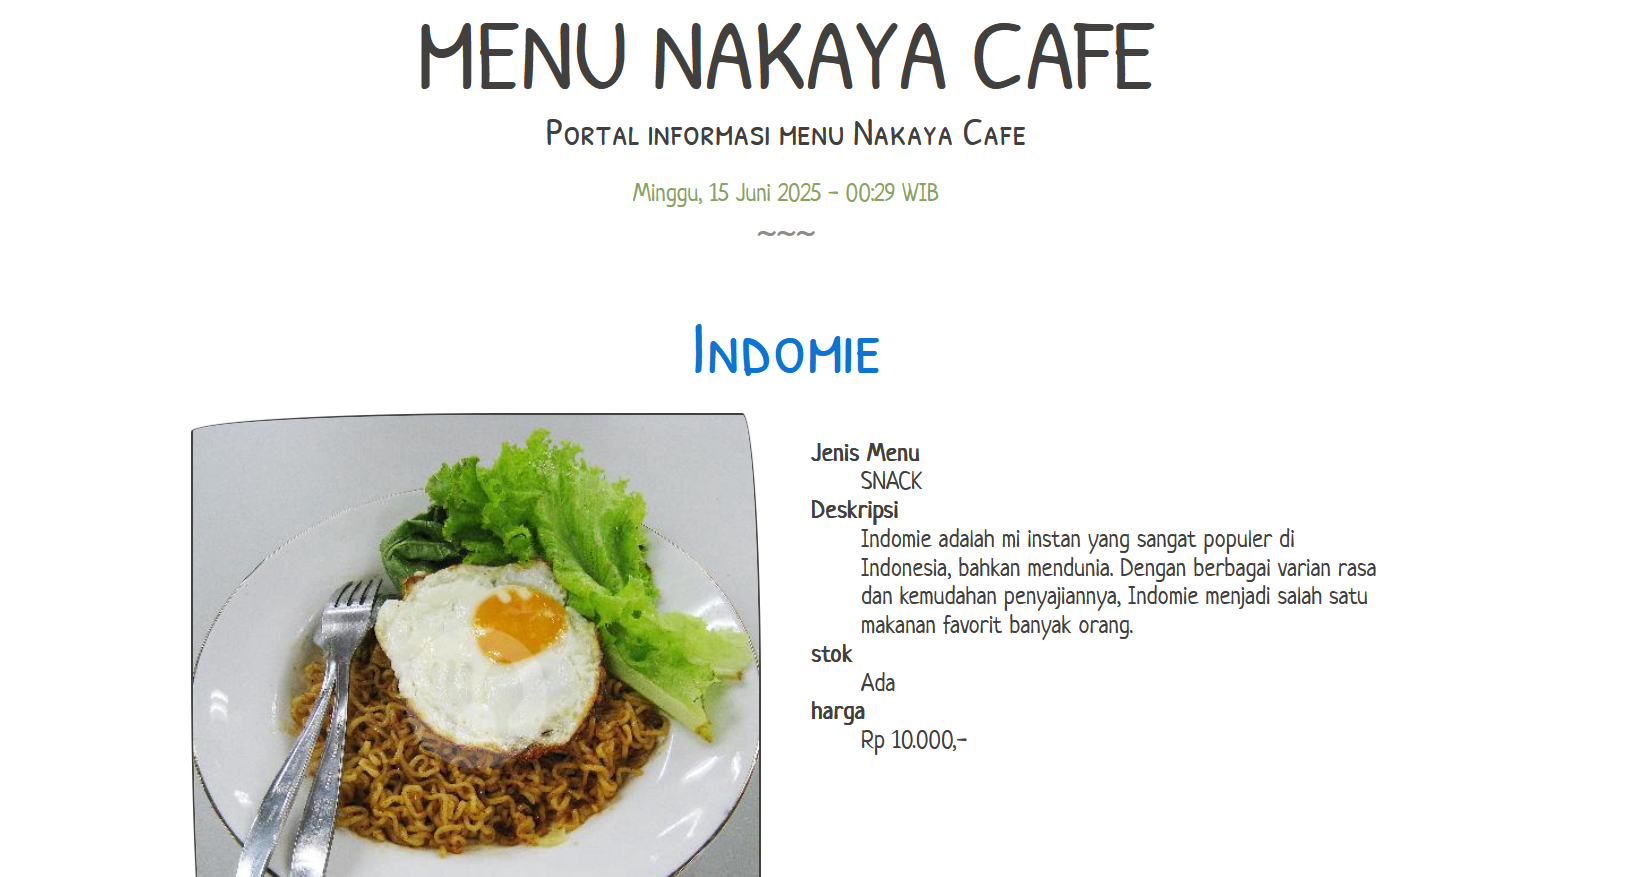 MENU NAKAYA CAFE
Portal informasi menu Nakaya Cafe
Minggu, 15 Juni 2025 - 00:29 WIB
~~~
Indomie
Jenis Menu
SNACK
Deskripsi
Indomie adalah mi instan yang sangat populer di
Indonesia, bahkan mendunia. Dengan berbagai varian rasa
dan kemudahan penyajiannya, Indomie menjadi salah satu
makanan favorit banyak orang.
stok
Ada
harga
Rp 10.000,-